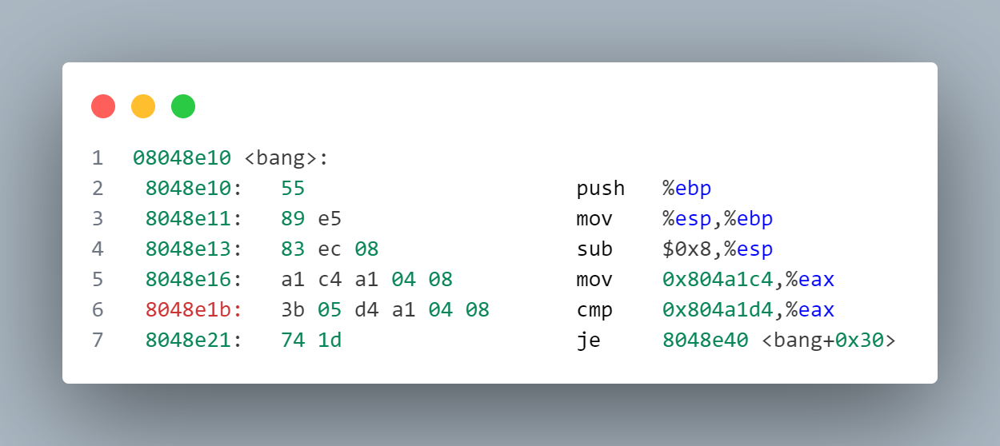 1 08048e10 <bang>:
2 8048e10: 55 push %ebp
3 8048e11: 89 e5 mov %esp,%ebp
4 8048e13: 83 ec 08 sub $0x8,%esp
5 8048e16: a1 c4 a1 04 08 mov 0x804a1c4,%eax
6 8048e1b: 3b 05 d4 a1 04 08 cmp 0x804a1d4,%eax
7 8048e21: 74 1d je 8048e40 <bang+0x30>